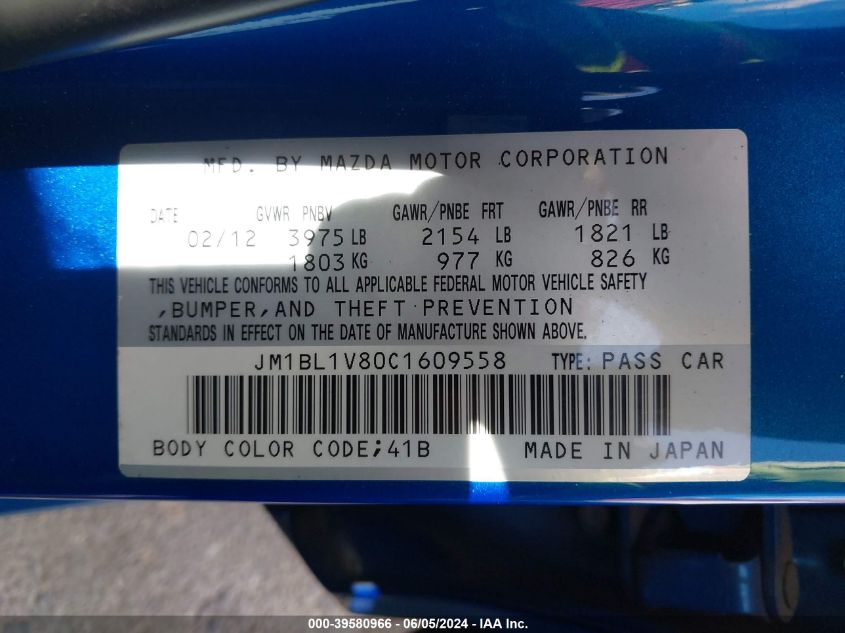 MFD. BY MAZDA MOTOR CORPORATION
DATE GVWR PNBV GAWR/PNBE FRT GAWR/PNBE RR
02/12 3975 LB 2154 LB 1821 LB
1803 KG 977 KG 826 KG
THIS VEHICLE CONFORMS TO ALL APPLICABLE FEDERAL MOTOR VEHICLE SAFETY
,BUMPER,AND THEFT PREVENTION
STANDARDS IN EFFECT ON THE DATE OF MANUFACTURE SHOWN ABOVE.
JM1BL1V80C1609558 TYPE: PASS CAR
BODY COLOR CODE;41B MADE IN JAPAN
000-39580966 - 06/05/2024 - IAA Inc.